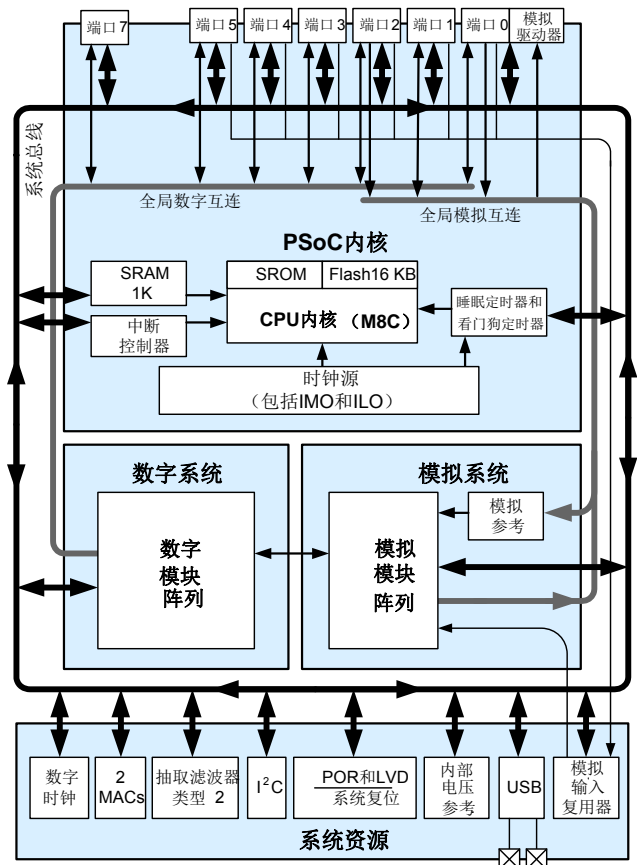 端口7
端口5
端口4
端口3
端口2
端口1
端口0
模拟
驱动器
系统总线
全局数字互连
全局模拟互连
PSoC内核
SRAM
1K
SROM
Flash16 KB
CPU内核（M8C）
中断
控制器
睡眠定时器和
看门狗定时器
时钟源
（包括IMO和ILO）
数字系统
模拟系统
数字
模块
阵列
模拟
模块
阵列
模拟
参考
数字
时钟
2
MACs
抽取滤波器
类型 2
I²C
POR和LVD
系统复位
内部
电压
参考
USB
模拟
输入
复用器
系统资源